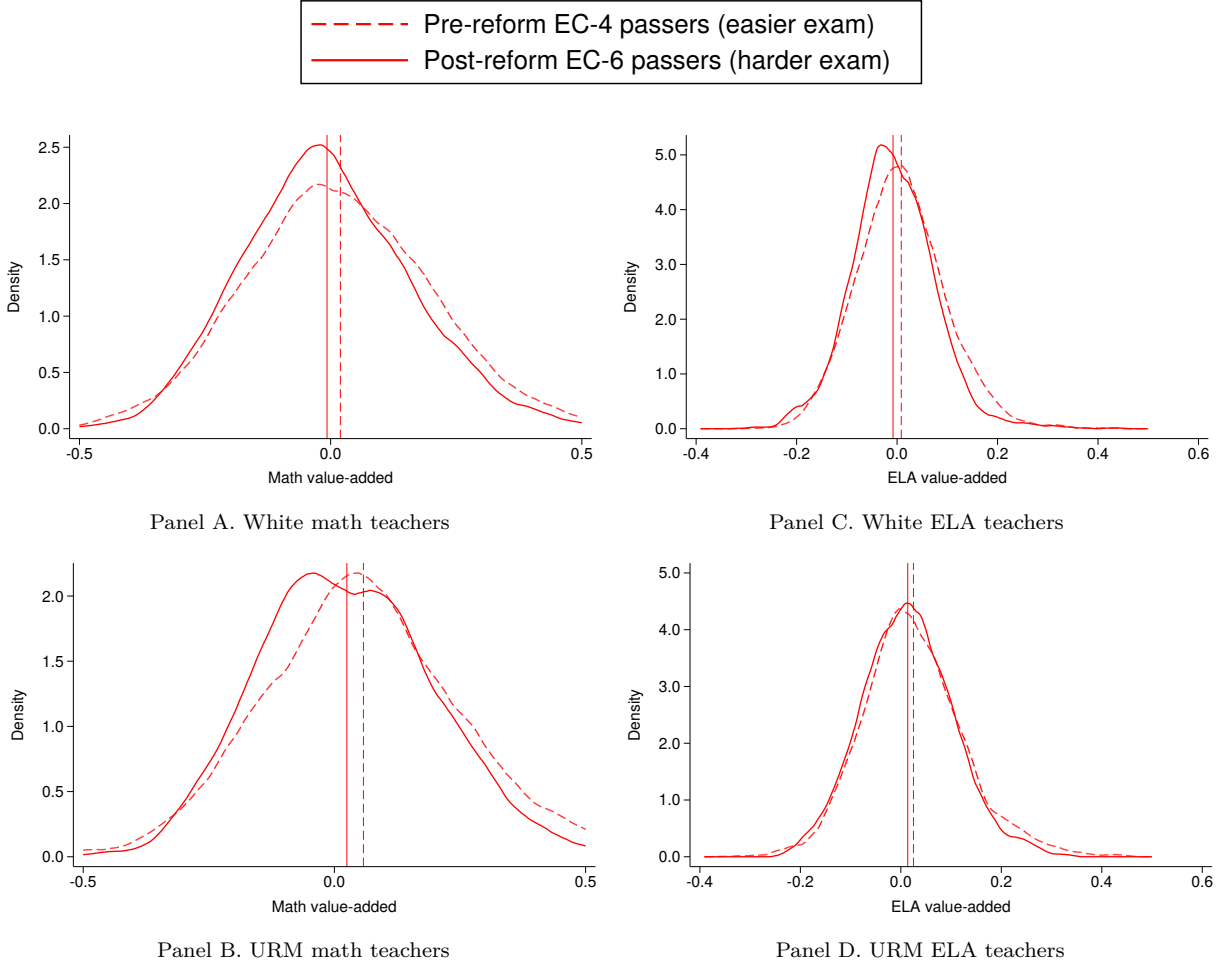 Pre-reform EC-4 passers (easier exam)
Post-reform EC-6 passers (harder exam)
2.5
2.0
1.5
1.0
0.5
0.0
Density
-0.5 0.0 0.5
Math value-added
Panel A. White math teachers
5.0
4.0
3.0
2.0
1.0
0.0
Density
-0.4 -0.2 0.0 0.2 0.4 0.6
ELA value-added
Panel C. White ELA teachers
2.0
1.5
1.0
0.5
0.0
Density
-0.5 0.0 0.5
Math value-added
Panel B. URM math teachers
5.0
4.0
3.0
2.0
1.0
0.0
Density
-0.4 -0.2 0.0 0.2 0.4 0.6
ELA value-added
Panel D. URM ELA teachers